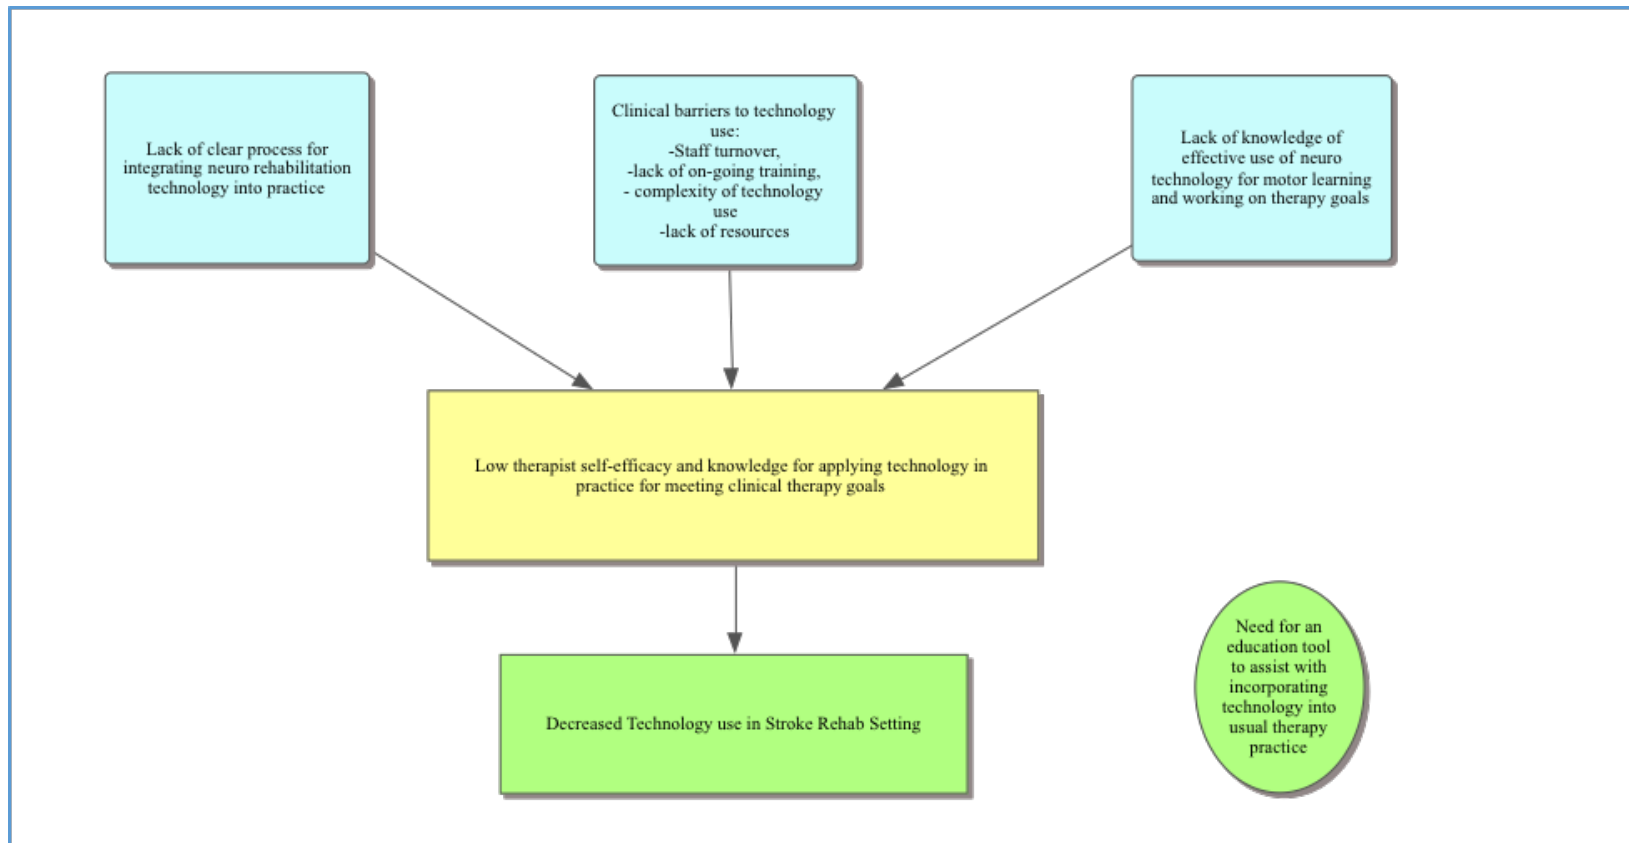 Lack of clear process for
integrating neuro rehabilitation
technology into practice
Clinical barriers to technology
use:
-Staff turnover,
-lack of on-going training,
- complexity of technology
use
-lack of resources
Lack of knowledge of
effective use of neuro
technology for motor learning
and working on therapy goals
Low therapist self-efficacy and knowledge for applying technology in
practice for meeting clinical therapy goals
Decreased Technology use in Stroke Rehab Setting
Need for an
education tool
to assist with
incorporating
technology into
usual therapy
practice